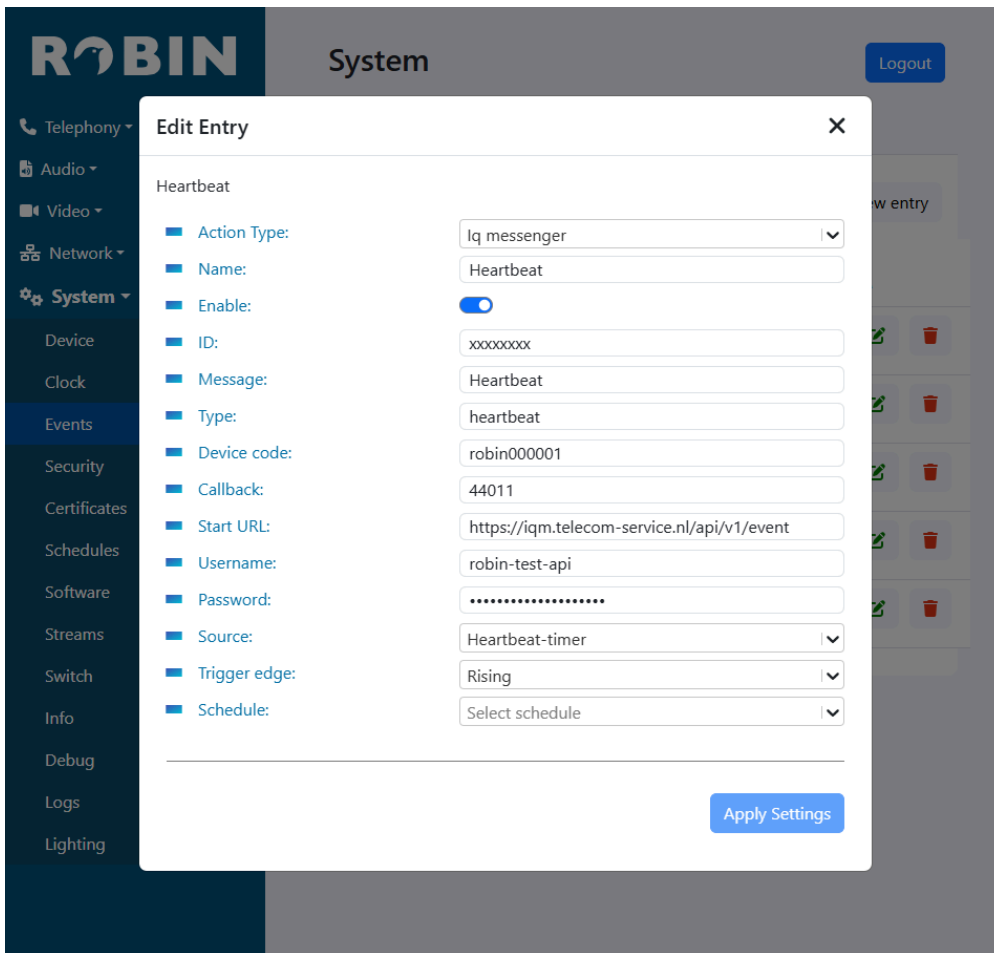 ROBIN
System
Logout
Telephony
Audio
Video
Network
System
Device
Clock
Events
Security
Certificates
Schedules
Software
Streams
Switch
Info
Debug
Logs
Lighting
entry
Edit Entry
Heartbeat
Action Type: Iq messenger
Name: Heartbeat
Enable:
ID: xxxxxxxx
Message: Heartbeat
Type: heartbeat
Device code: robin000001
Callback: 44011
Start URL: https://iqm.telecom-service.nl/api/v1/event
Username: robin-test-api
Password: ••••••••••••••••••••
Source: Heartbeat-timer
Trigger edge: Rising
Schedule: Select schedule
Apply Settings